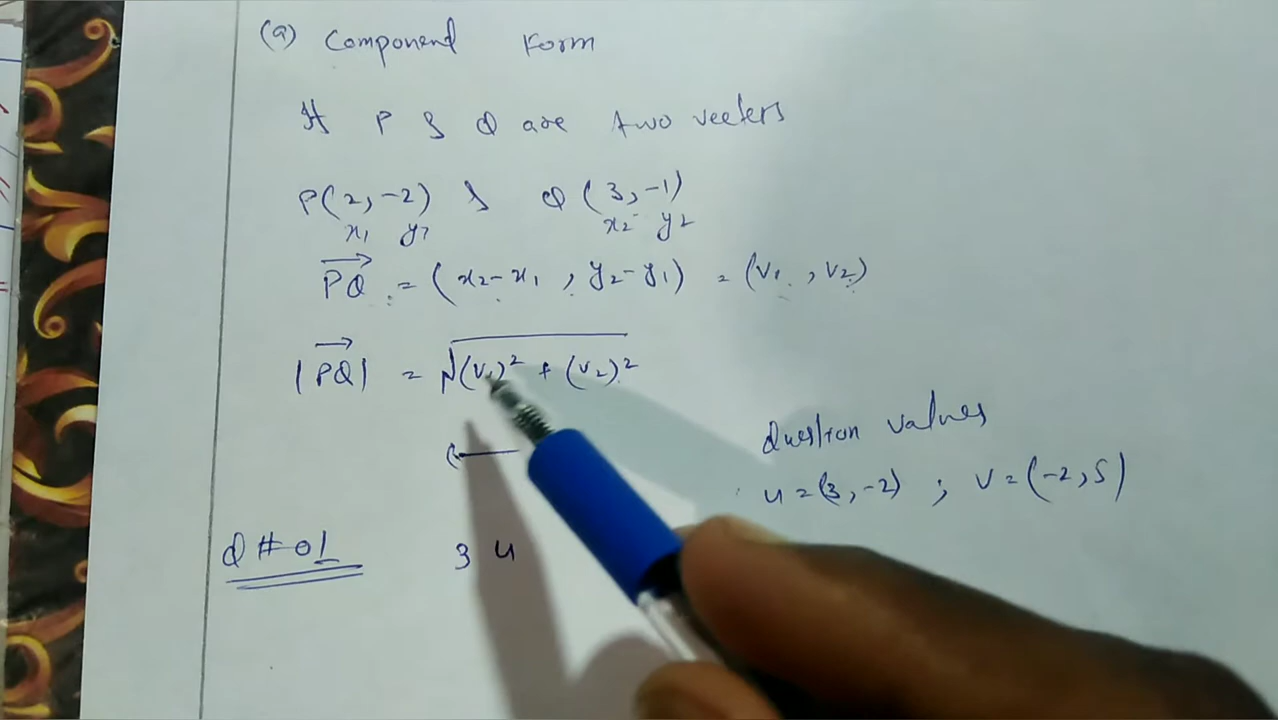 (a) Component Form
If P & Q are two vecters
P(2, -2) & Q (3, -1)
x₁ y₁ x₂ y₂
PQ = (x₂-x₁ , y₂-y₁) = (v₁ , v₂)
|PQ| = √(v₁)² + (v₂)²
Question values
u = (3, -2) ; v = (-2, 5)
Q # 01 3 u